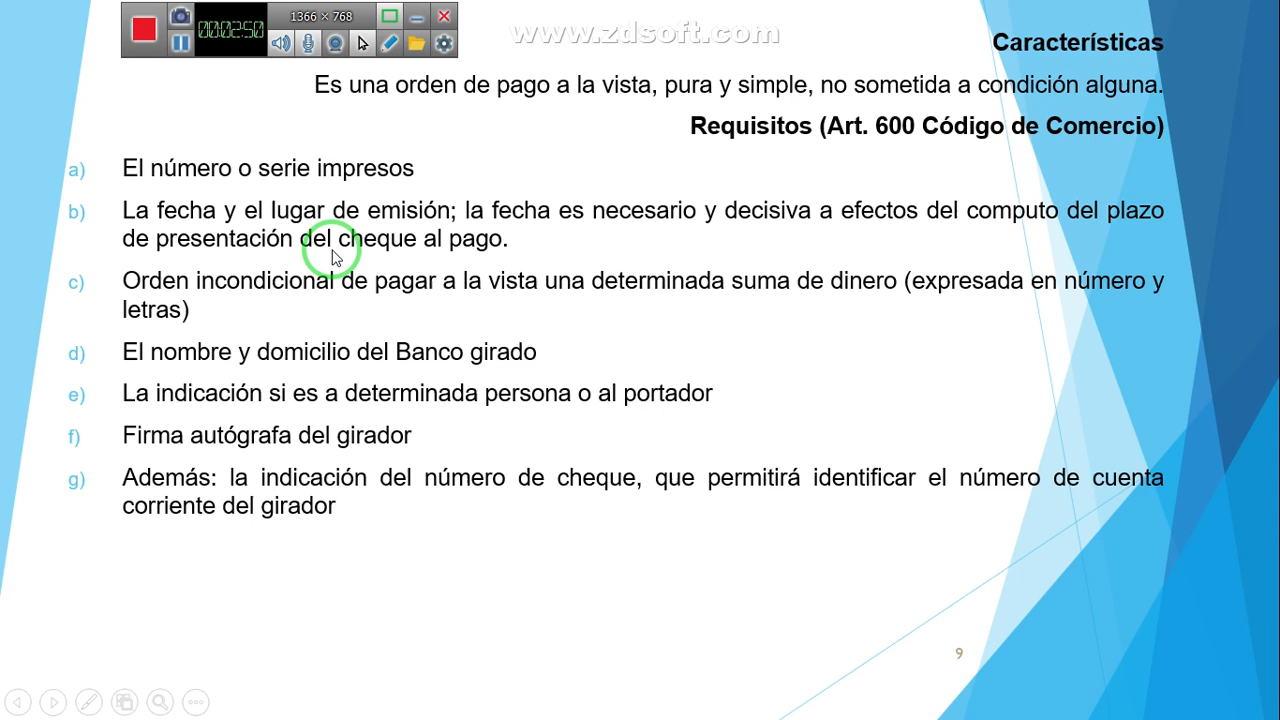 1366 × 768
00:02:50
www.zdsoft.com
Características
Es una orden de pago a la vista, pura y simple, no sometida a condición alguna.
Requisitos (Art. 600 Código de Comercio)
a) El número o serie impresos
b) La fecha y el lugar de emisión; la fecha es necesario y decisiva a efectos del computo del plazo
de presentación del cheque al pago.
c) Orden incondicional de pagar a la vista una determinada suma de dinero (expresada en número y
letras)
d) El nombre y domicilio del Banco girado
e) La indicación si es a determinada persona o al portador
f) Firma autógrafa del girador
g) Además: la indicación del número de cheque, que permitirá identificar el número de cuenta
corriente del girador
9